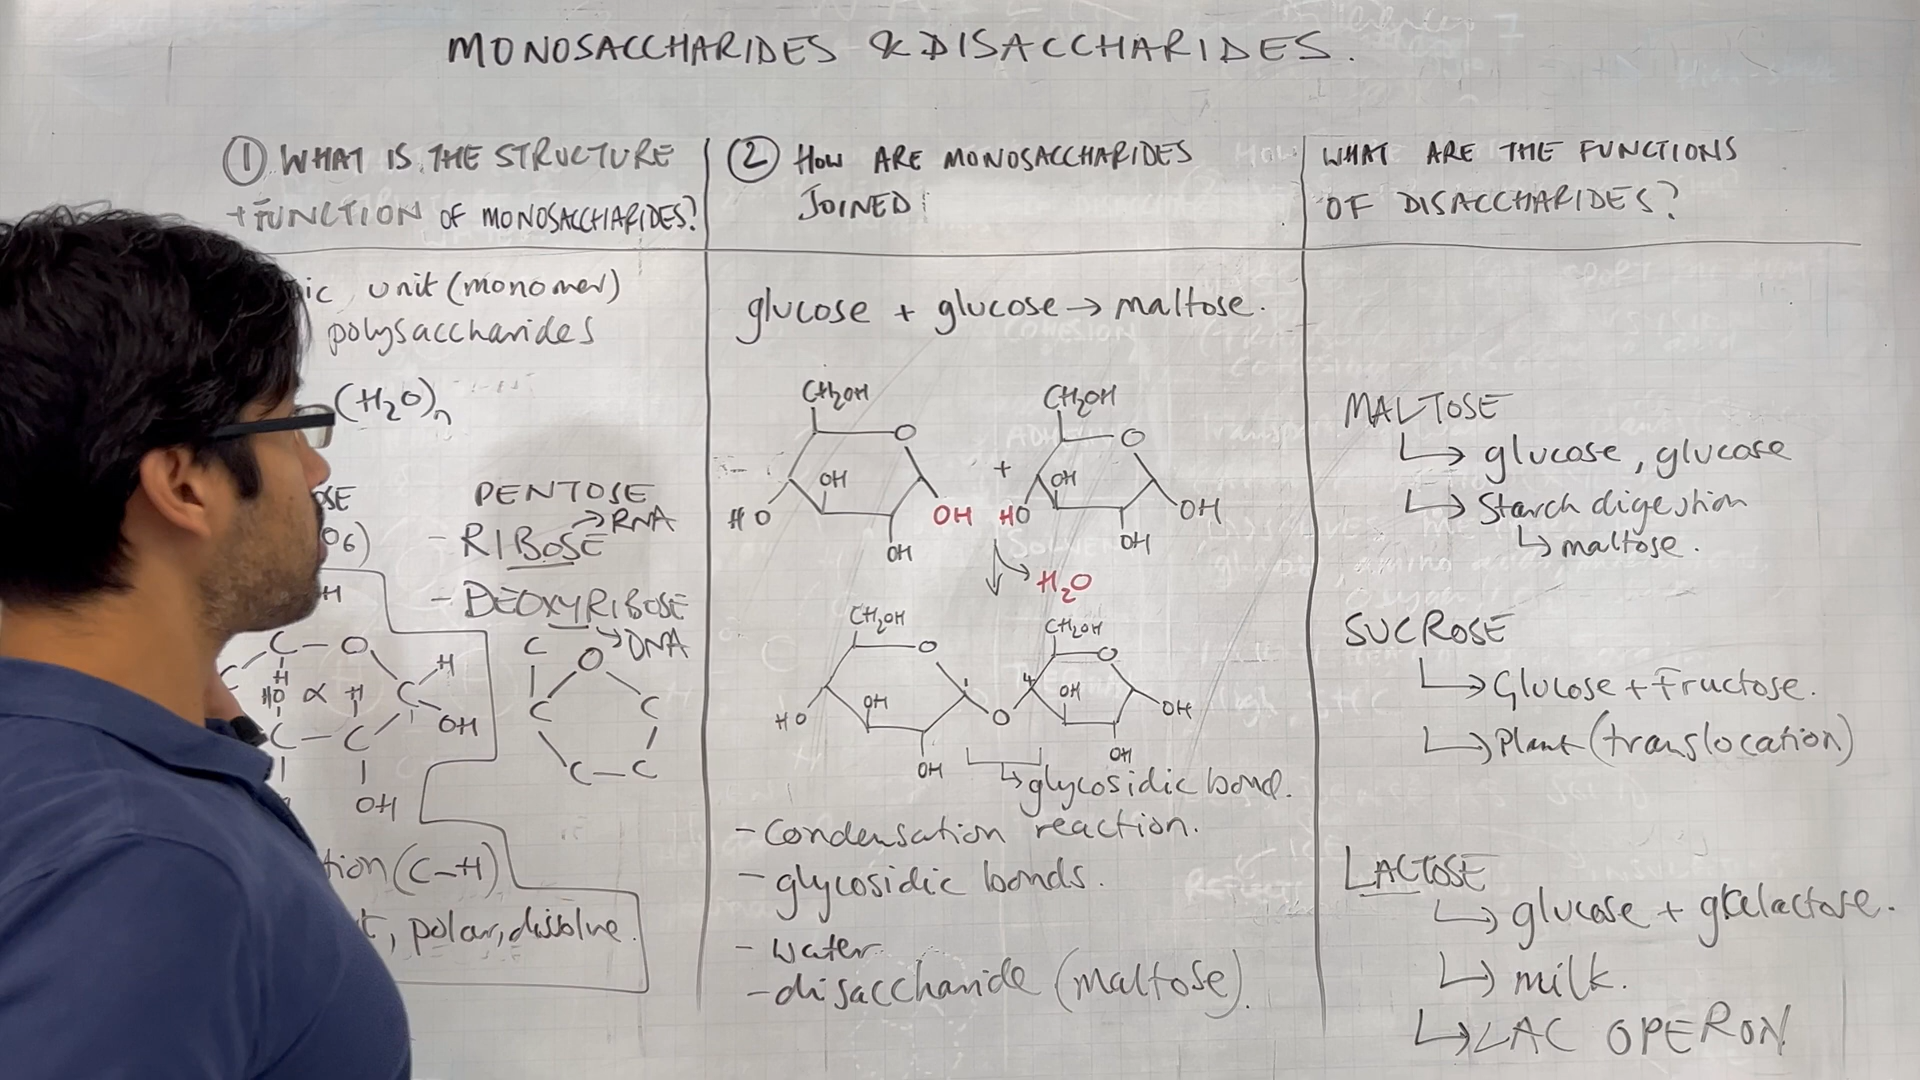 MONOSACCHARIDES & DISACCHARIDES.
① WHAT IS THE STRUCTURE
+ FUNCTION OF MONOSACCHARIDES?
unit (monomer)
polysaccharides
(H₂O)n
PENTOSE
- RIBOSE
→ RNA
- DEOXYRIBOSE
→ DNA
O6)
H
C - O
H
H
HO α H
C
C - C
OH
OH
C
O
C C
C - C
(C-H)
polar, dissolve.
② HOW ARE MONOSACCHARIDES
JOINED
glucose + glucose → maltose.
CH₂OH CH₂OH
O O
+
OH OH
HO OH HO OH
OH OH
H₂O
CH₂OH CH₂OH
O O
1 4
OH OH
HO O OH
OH OH
↳ glycosidic bond.
- Condensation reaction.
- glycosidic bonds.
- water
- disaccharide (maltose).
WHAT ARE THE FUNCTIONS
OF DISACCHARIDES?
MALTOSE
↳ glucose, glucose
↳ Starch digestion
↳ maltose.
SUCROSE
↳ Glucose + Fructose.
↳ Plant (translocation)
LACTOSE
↳ glucose + galactose.
↳ milk.
↳ LAC OPERON